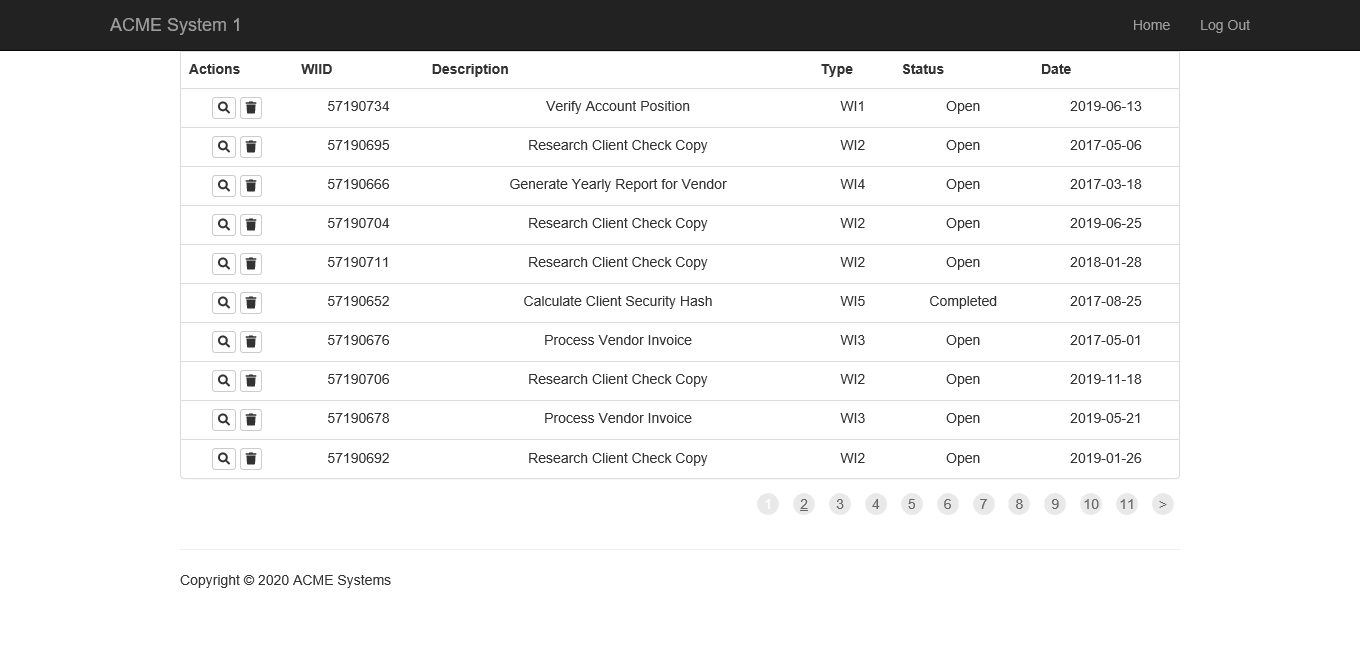 ACME System 1 Home Log Out
Actions WIID Description Type Status Date
57190734 Verify Account Position WI1 Open 2019-06-13
57190695 Research Client Check Copy WI2 Open 2017-05-06
57190666 Generate Yearly Report for Vendor WI4 Open 2017-03-18
57190704 Research Client Check Copy WI2 Open 2019-06-25
57190711 Research Client Check Copy WI2 Open 2018-01-28
57190652 Calculate Client Security Hash WI5 Completed 2017-08-25
57190676 Process Vendor Invoice WI3 Open 2017-05-01
57190706 Research Client Check Copy WI2 Open 2019-11-18
57190678 Process Vendor Invoice WI3 Open 2019-05-21
57190692 Research Client Check Copy WI2 Open 2019-01-26
1 2 3 4 5 6 7 8 9 10 11 >
Copyright © 2020 ACME Systems